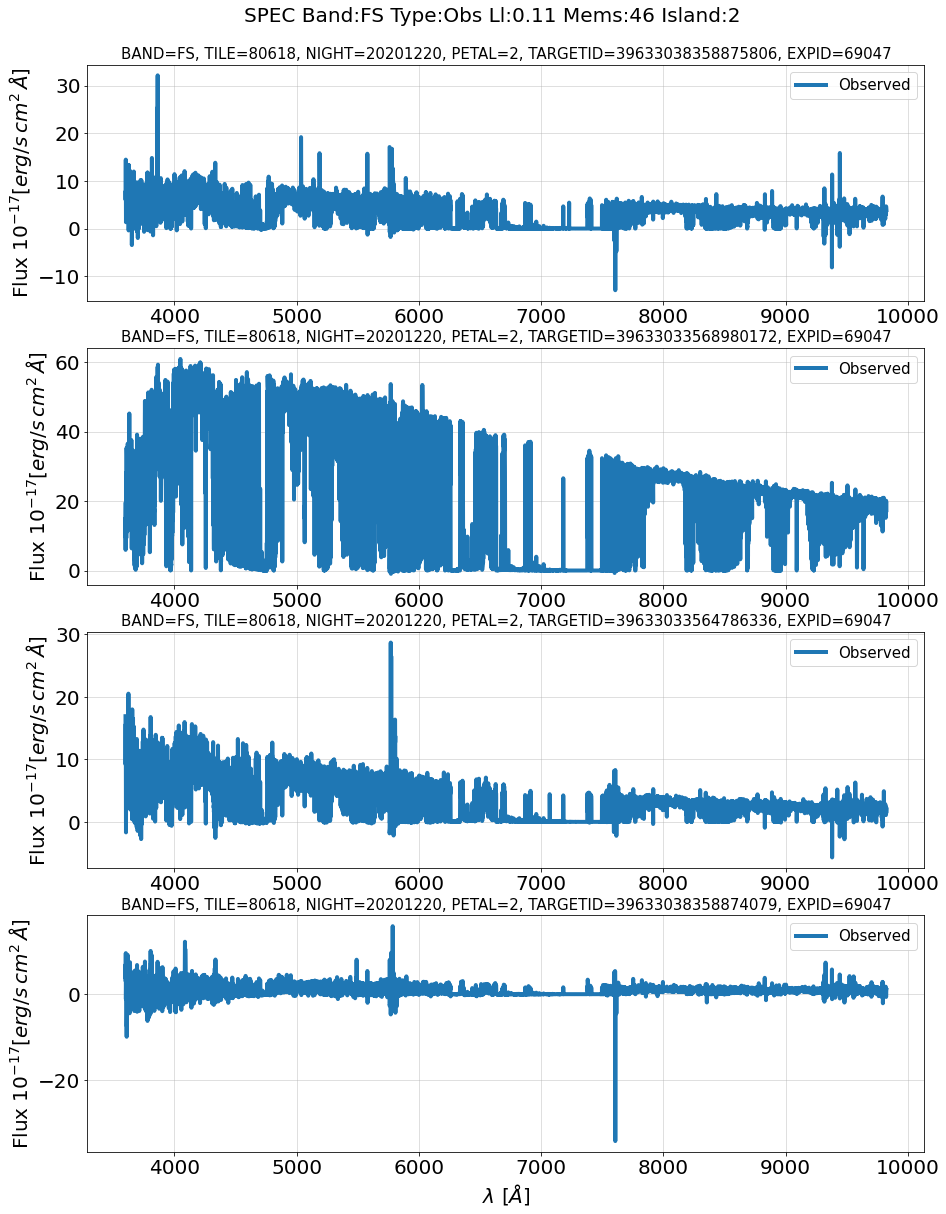 SPEC Band:FS Type:Obs Ll:0.11 Mems:46 Island:2
BAND=FS, TILE=80618, NIGHT=20201220, PETAL=2, TARGETID=39633038358875806, EXPID=69047
Flux 10^{-17}[erg/s cm^2 Å]
30
20
10
0
−10
Observed
4000 5000 6000 7000 8000 9000 10000
BAND=FS, TILE=80618, NIGHT=20201220, PETAL=2, TARGETID=39633033568980172, EXPID=69047
Flux 10^{-17}[erg/s cm^2 Å]
60
40
20
0
Observed
4000 5000 6000 7000 8000 9000 10000
BAND=FS, TILE=80618, NIGHT=20201220, PETAL=2, TARGETID=39633033564786336, EXPID=69047
Flux 10^{-17}[erg/s cm^2 Å]
30
20
10
0
Observed
4000 5000 6000 7000 8000 9000 10000
BAND=FS, TILE=80618, NIGHT=20201220, PETAL=2, TARGETID=39633038358874079, EXPID=69047
Flux 10^{-17}[erg/s cm^2 Å]
0
−20
Observed
4000 5000 6000 7000 8000 9000 10000
λ [Å]